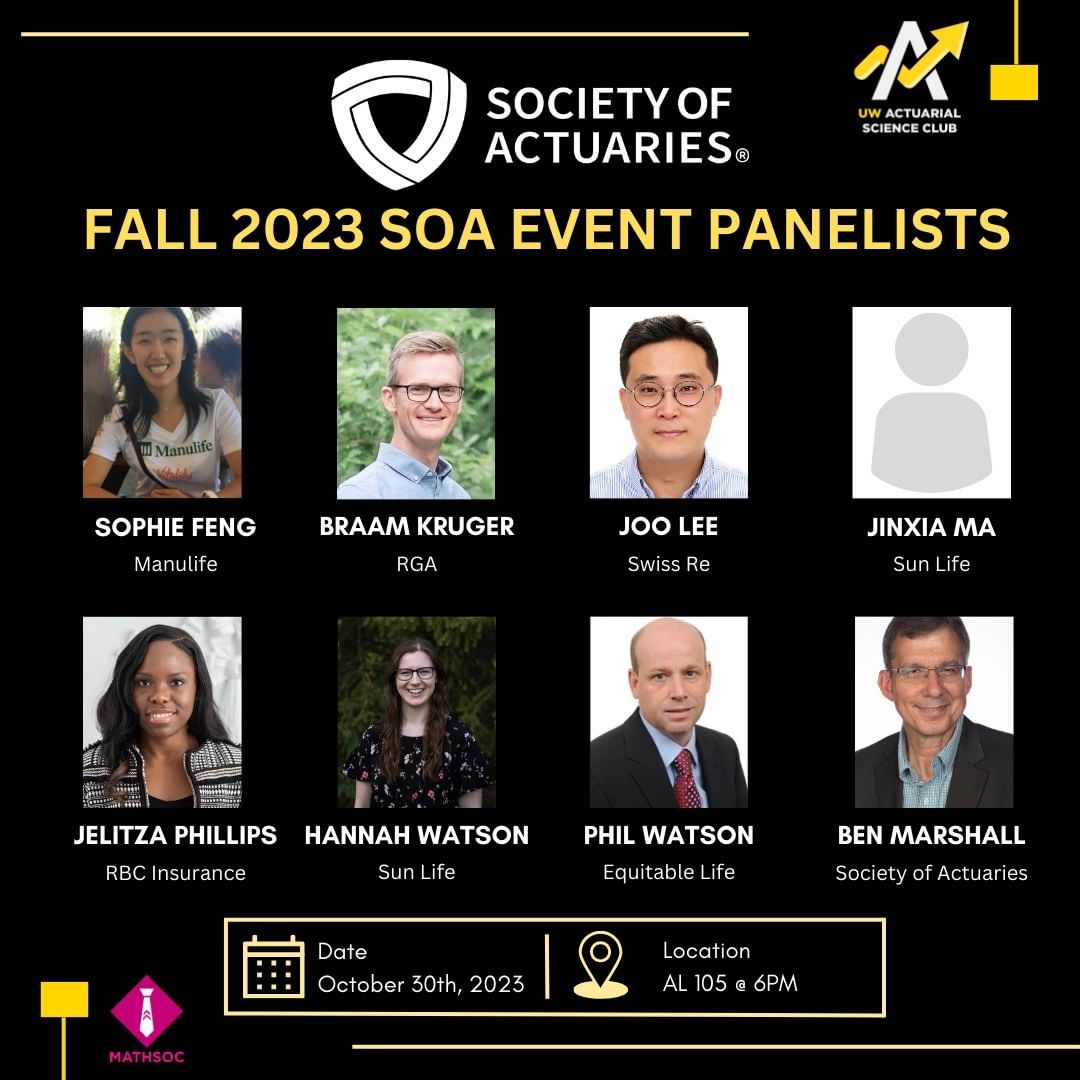 SOCIETY OF
ACTUARIES®
UW ACTUARIAL
SCIENCE CLUB
FALL 2023 SOA EVENT PANELISTS
Manulife
Vitality
SOPHIE FENG
Manulife
BRAAM KRUGER
RGA
JOO LEE
Swiss Re
JINXIA MA
Sun Life
JELITZA PHILLIPS
RBC Insurance
HANNAH WATSON
Sun Life
PHIL WATSON
Equitable Life
BEN MARSHALL
Society of Actuaries
Date
October 30th, 2023
Location
AL 105 @ 6PM
MATHSOC